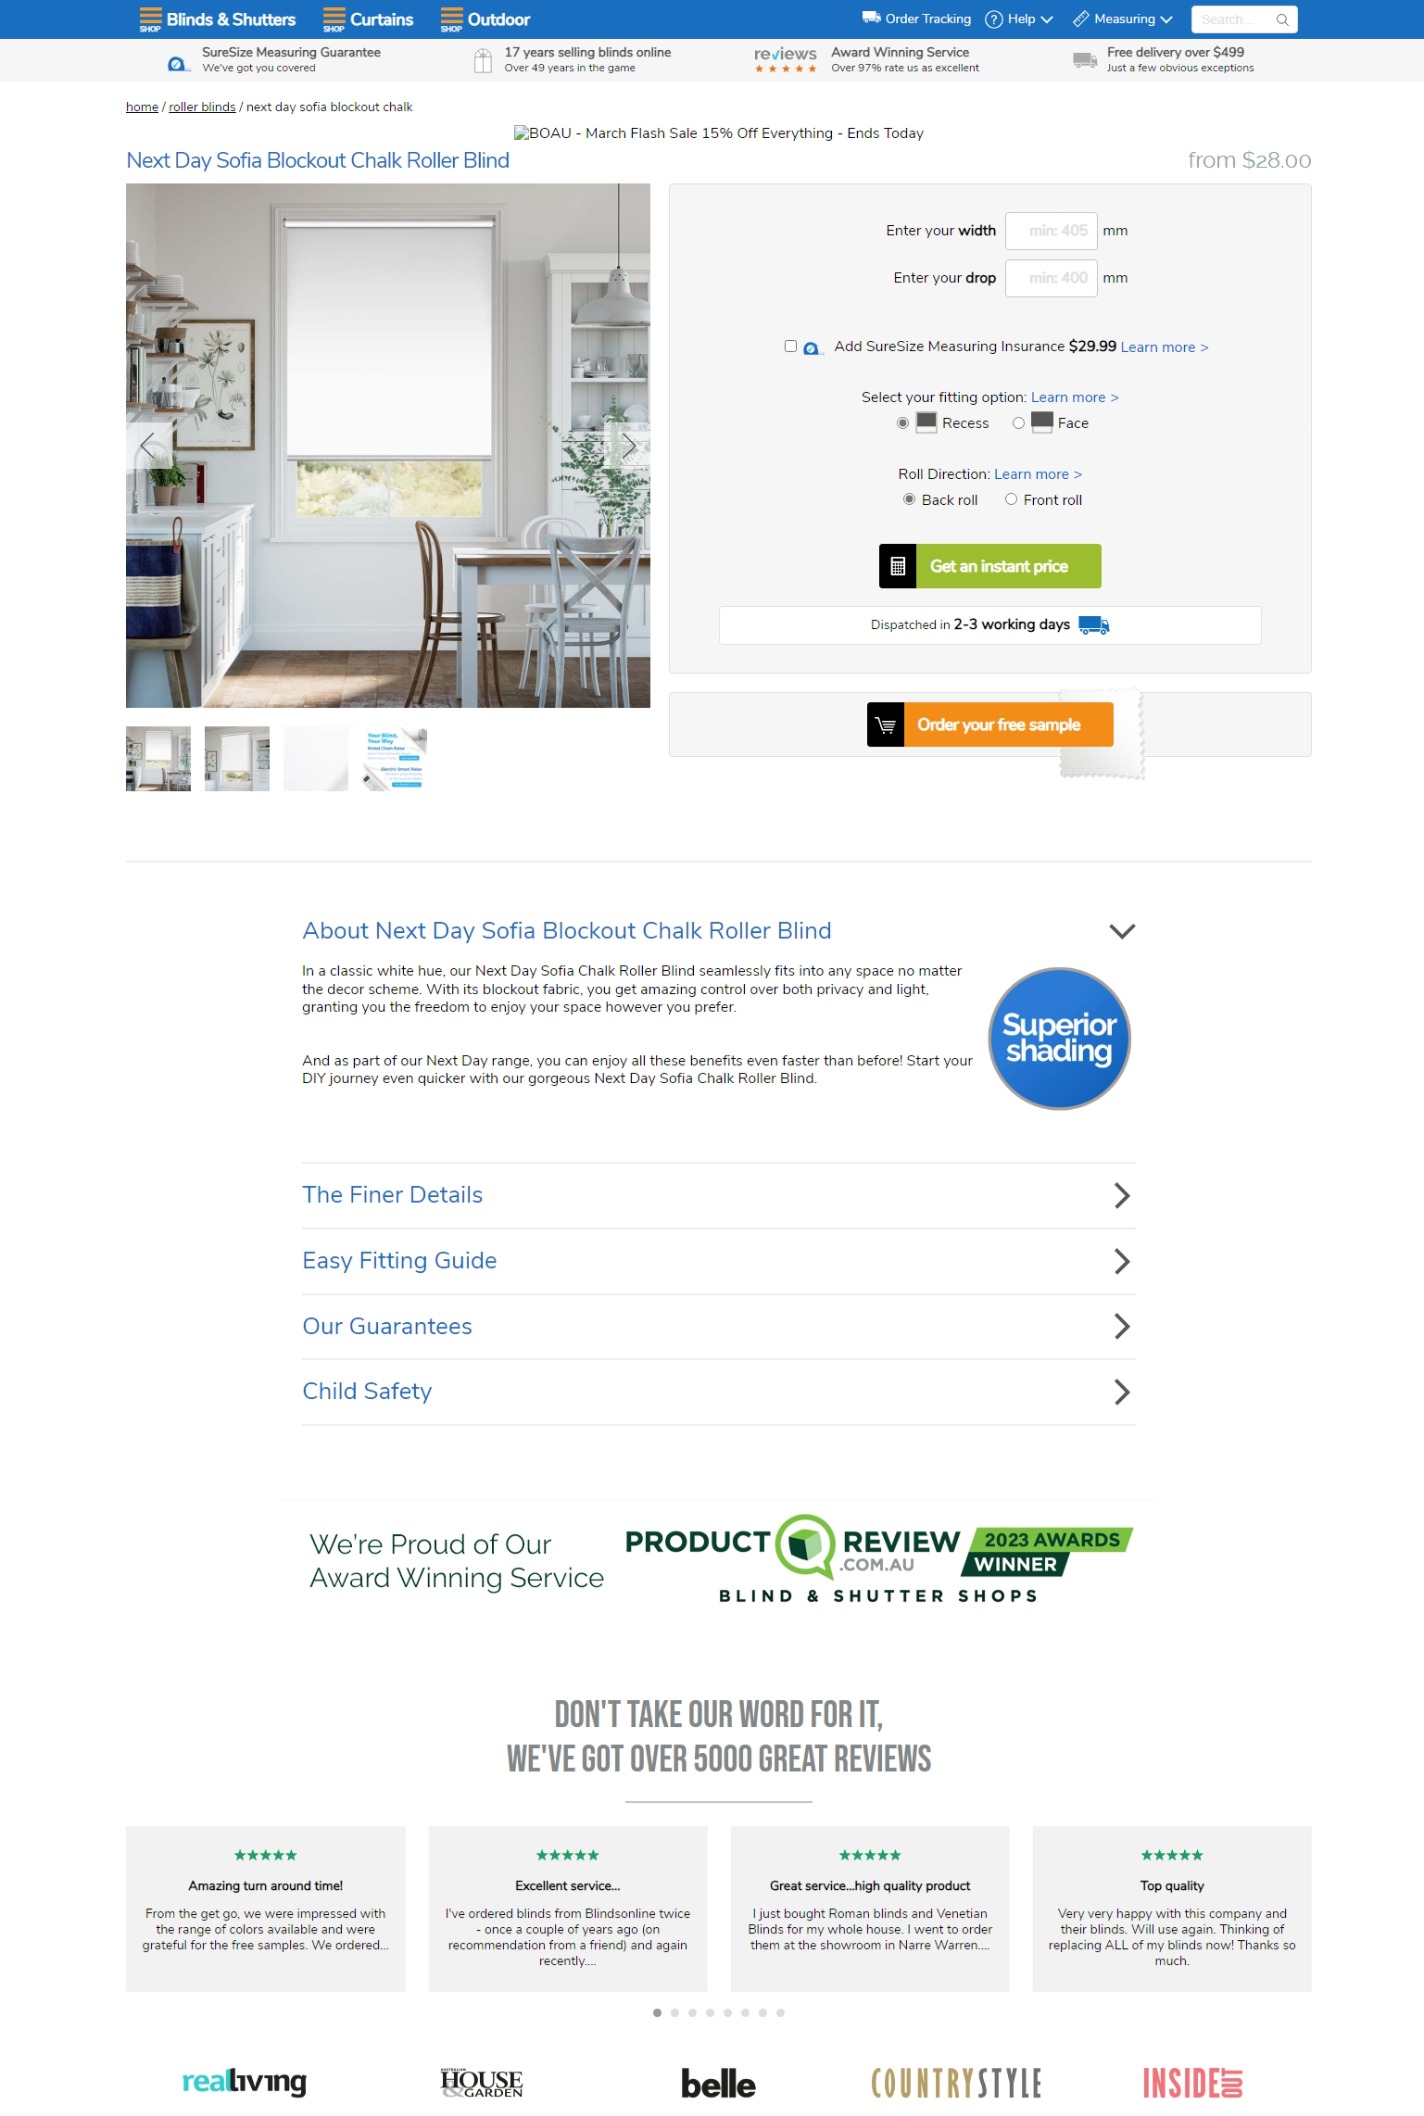 SHOP Blinds & Shutters
SHOP Curtains
SHOP Outdoor
Order Tracking
Help
Measuring
Search...
SureSize Measuring Guarantee
We've got you covered
17 years selling blinds online
Over 49 years in the game
reviews
Award Winning Service
Over 97% rate us as excellent
Free delivery over $499
Just a few obvious exceptions
home / roller blinds / next day sofia blockout chalk
BOAU - March Flash Sale 15% Off Everything - Ends Today
Next Day Sofia Blockout Chalk Roller Blind
from $28.00
Enter your width min: 405 mm
Enter your drop min: 400 mm
Add SureSize Measuring Insurance $29.99 Learn more >
Select your fitting option: Learn more >
Recess Face
Roll Direction: Learn more >
Back roll Front roll
Get an instant price
Dispatched in 2-3 working days
Order your free sample
Your Blind,
Your Way
About Next Day Sofia Blockout Chalk Roller Blind
In a classic white hue, our Next Day Sofia Chalk Roller Blind seamlessly fits into any space no matter
the decor scheme. With its blockout fabric, you get amazing control over both privacy and light,
granting you the freedom to enjoy your space however you prefer.
And as part of our Next Day range, you can enjoy all these benefits even faster than before! Start your
DIY journey even quicker with our gorgeous Next Day Sofia Chalk Roller Blind.
Superior
shading
The Finer Details
Easy Fitting Guide
Our Guarantees
Child Safety
We're Proud of Our
Award Winning Service
PRODUCT REVIEW
.COM.AU
2023 AWARDS
WINNER
BLIND & SHUTTER SHOPS
DON'T TAKE OUR WORD FOR IT,
WE'VE GOT OVER 5000 GREAT REVIEWS
Amazing turn around time!
From the get go, we were impressed with
the range of colors available and were
grateful for the free samples. We ordered...
Excellent service...
I've ordered blinds from Blindsonline twice
- once a couple of years ago (on
recommendation from a friend) and again
recently....
Great service...high quality product
I just bought Roman blinds and Venetian
Blinds for my whole house. I went to order
them at the showroom in Narre Warren....
Top quality
Very very happy with this company and
their blinds. Will use again. Thinking of
replacing ALL of my blinds now! Thanks so
much.
realliving
AUSTRALIAN
HOUSE
& GARDEN
belle
COUNTRYSTYLE
INSIDE OUT